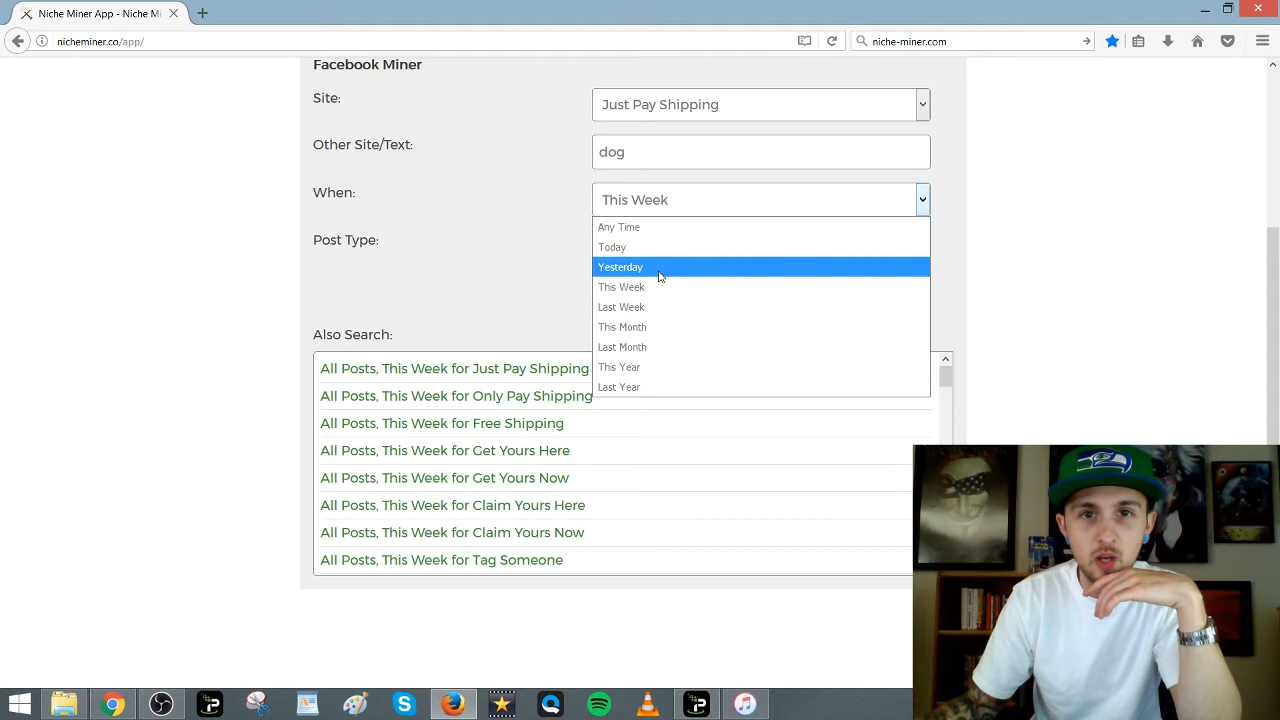 Niche Miner App - Niche Mi
nicheminer.co/app/
niche-miner.com
Facebook Miner
Site:
Just Pay Shipping
Other Site/Text:
dog
When:
This Week
Any Time
Today
Yesterday
This Week
Last Week
This Month
Last Month
This Year
Last Year
Post Type:
Also Search:
All Posts, This Week for Just Pay Shipping
All Posts, This Week for Only Pay Shipping
All Posts, This Week for Free Shipping
All Posts, This Week for Get Yours Here
All Posts, This Week for Get Yours Now
All Posts, This Week for Claim Yours Here
All Posts, This Week for Claim Yours Now
All Posts, This Week for Tag Someone